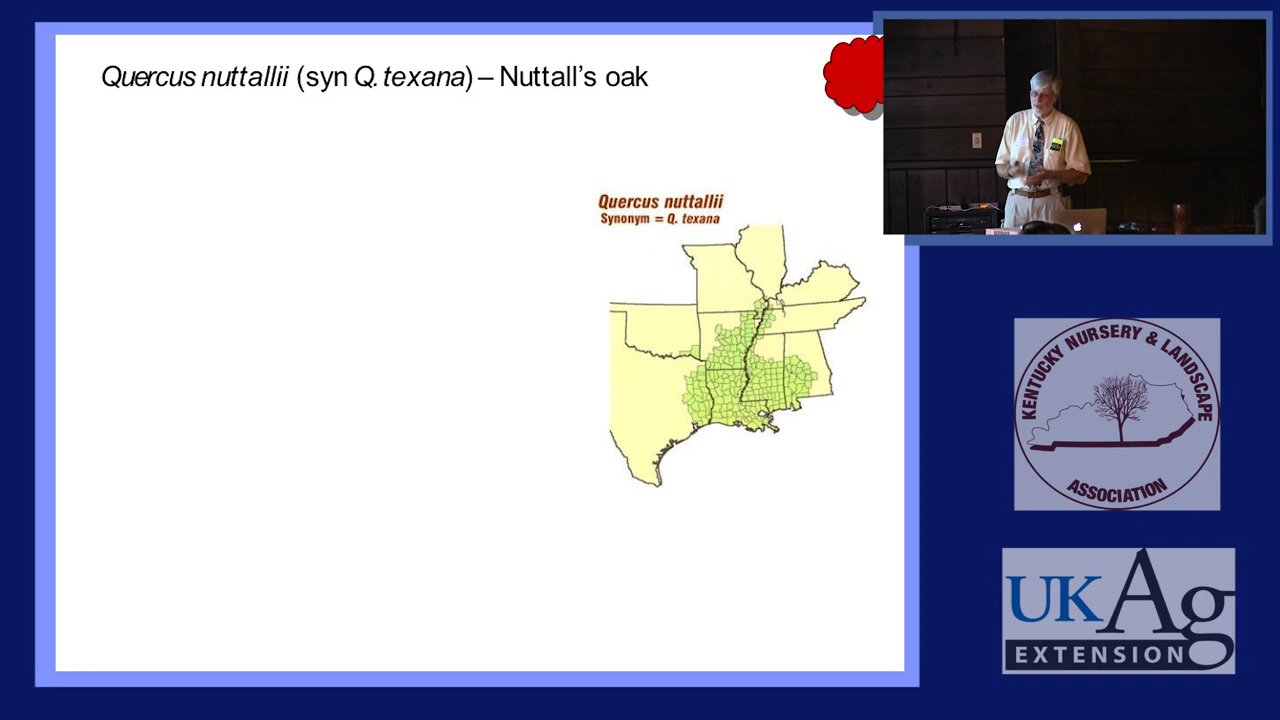 Quercus nuttallii (syn Q. texana) – Nuttall's oak
Quercus nuttallii
Synonym = Q. texana
KENTUCKY NURSERY & LANDSCAPE
ASSOCIATION
UKAg
EXTENSION